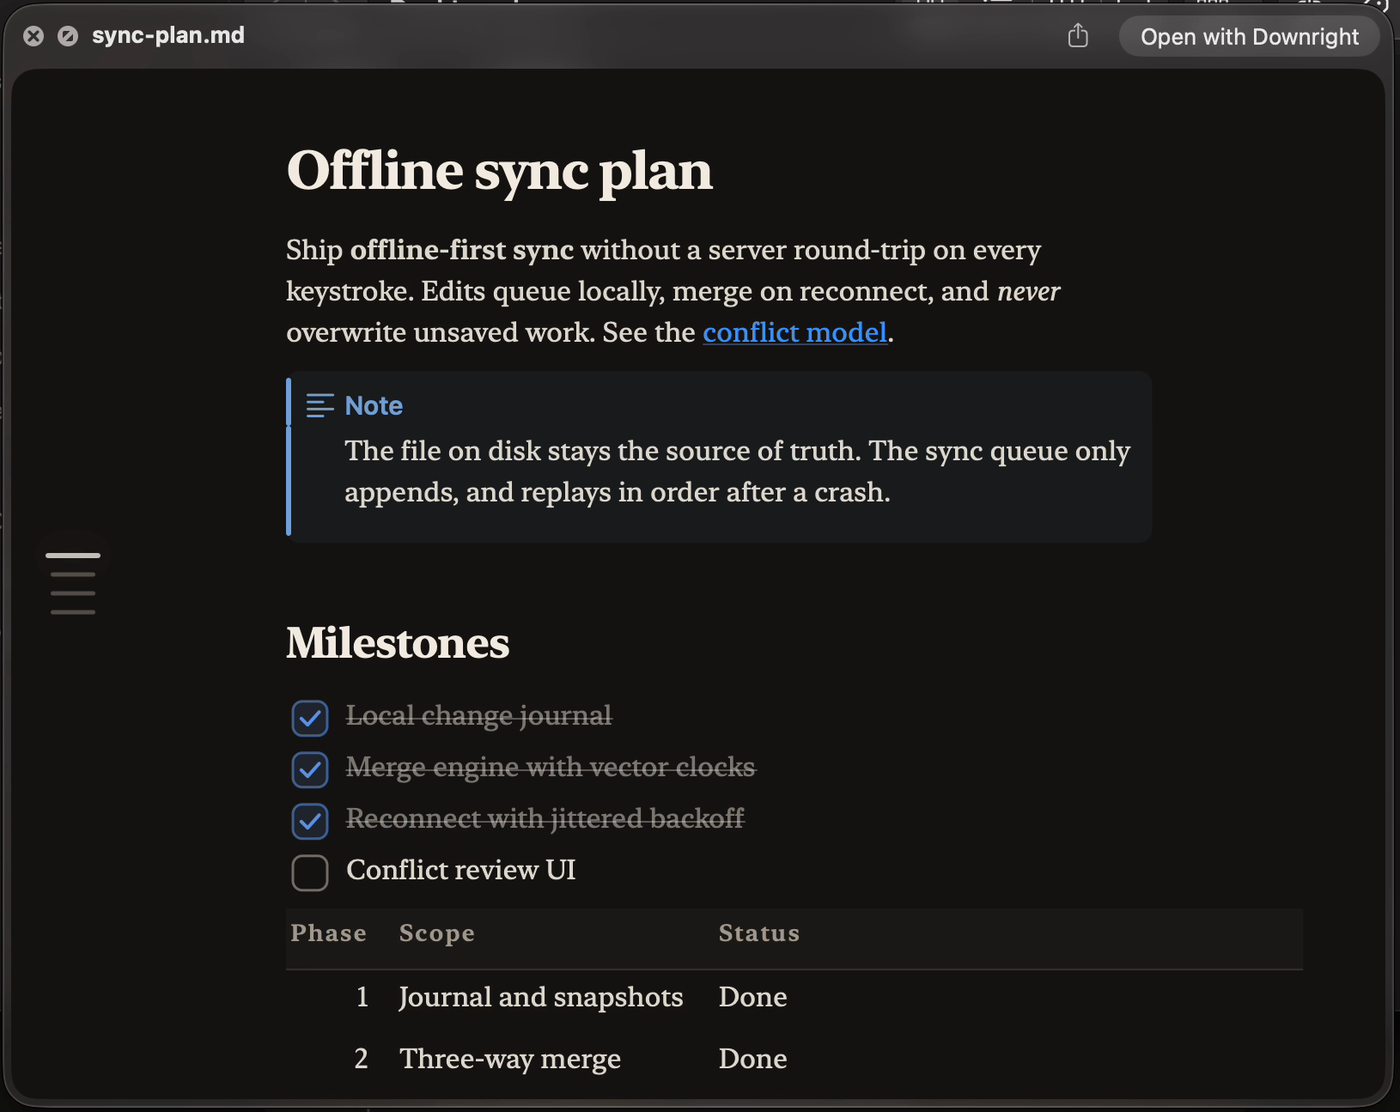 sync-plan.md
Open with Downright
Offline sync plan
Ship offline-first sync without a server round-trip on every
keystroke. Edits queue locally, merge on reconnect, and never
overwrite unsaved work. See the conflict model.
Note
The file on disk stays the source of truth. The sync queue only
appends, and replays in order after a crash.
Milestones
Local change journal
Merge engine with vector clocks
Reconnect with jittered backoff
Conflict review UI
Phase Scope Status
1 Journal and snapshots Done
2 Three-way merge Done